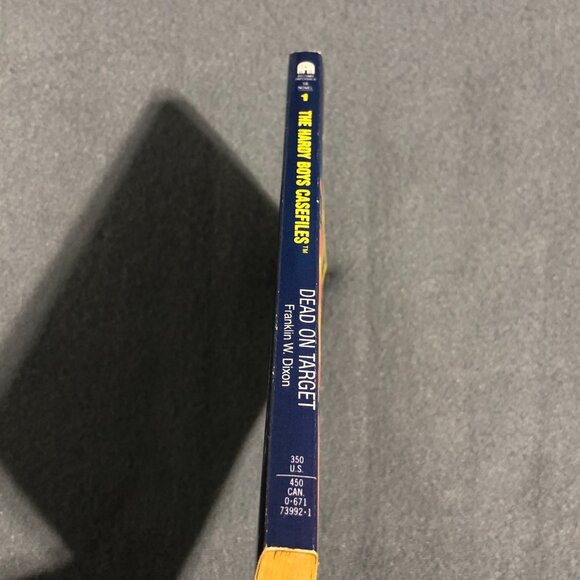 1
THE HARDY BOYS CASEFILES™
DEAD ON TARGET
Franklin W. Dixon
350
U.S.
450
CAN.
0-671
73992-1